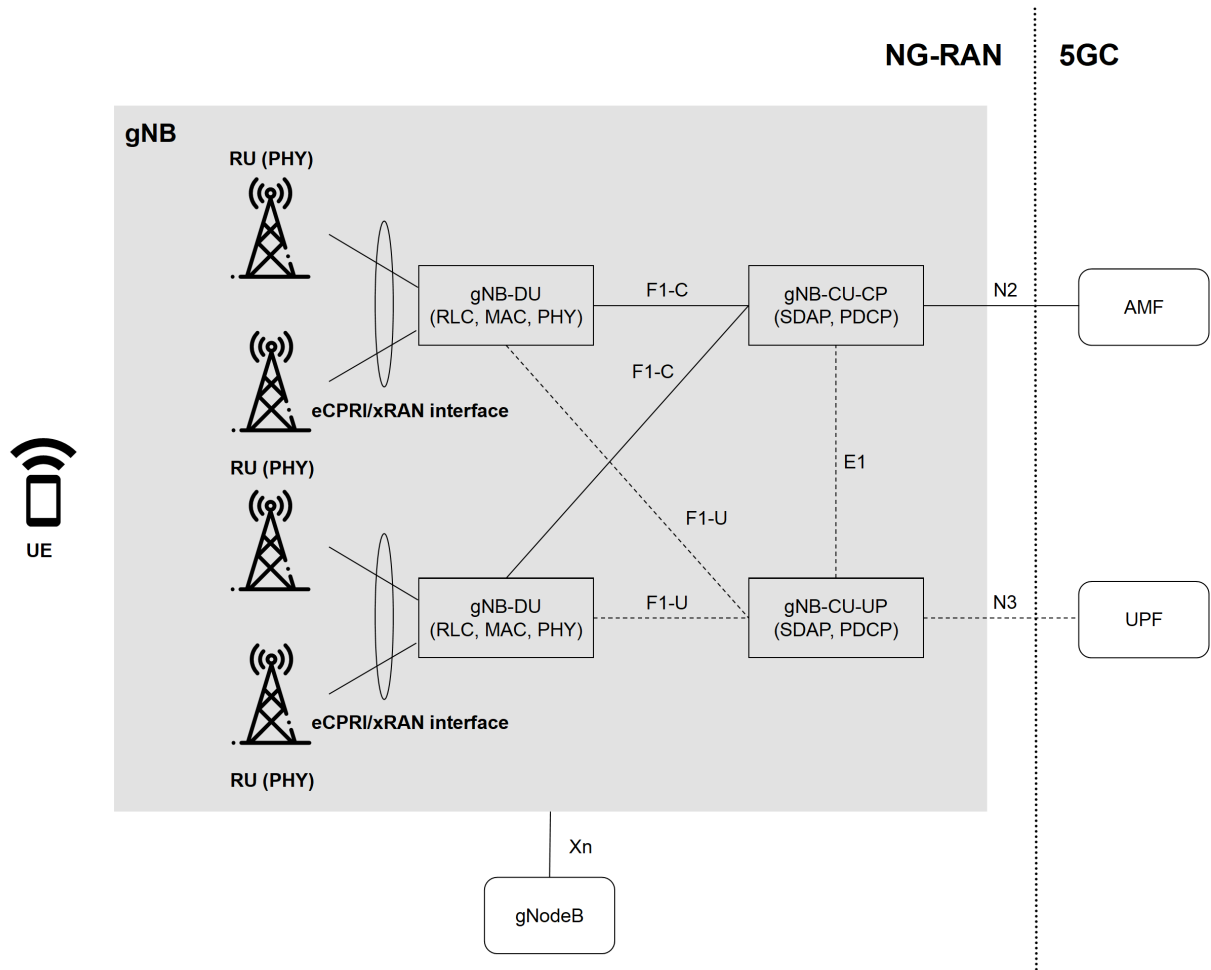 NG-RAN
5GC
gNB
RU (PHY)
gNB-DU
(RLC, MAC, PHY)
F1-C
gNB-CU-CP
(SDAP, PDCP)
N2
AMF
F1-C
eCPRI/xRAN interface
RU (PHY)
E1
UE
F1-U
gNB-DU
(RLC, MAC, PHY)
F1-U
gNB-CU-UP
(SDAP, PDCP)
N3
UPF
eCPRI/xRAN interface
RU (PHY)
RU (PHY)
Xn
gNodeB